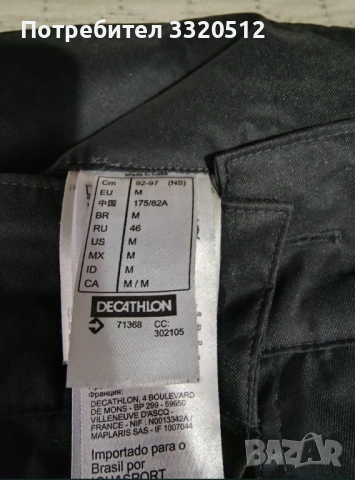 Потребител 3320512
Cm 92-97 (NS)
EU M
中国 175/82A
BR M
RU 46
US M
MX M
ID M
CA M / M
DECATHLON
71368 CC:
302105
Франция:
DECATHLON, 4 BOULEVARD
DE MONS - BP 299 - 59650
VILLENEUVE D'ASCQ -
FRANCE - NIF : N0013342A /
MAPLARIS SAS - IF 1007044
Importado para o
Brasil por
BAZAR